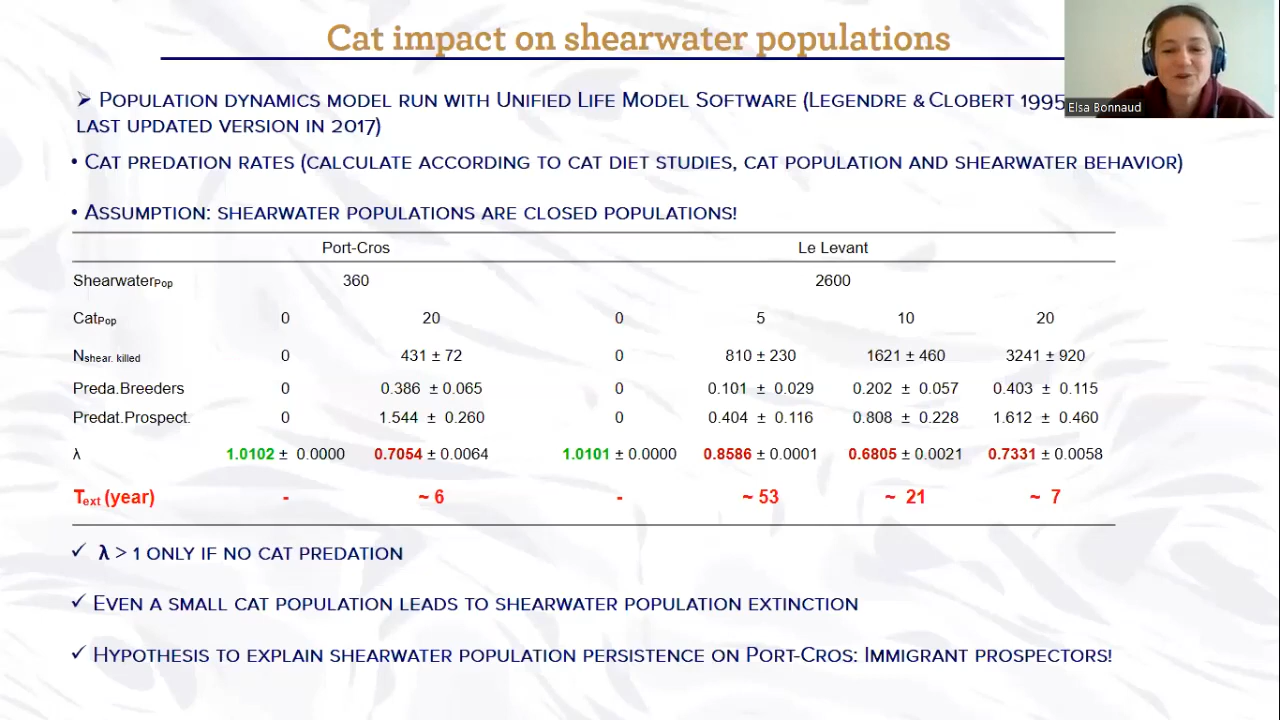 Cat impact on shearwater populations
Elsa Bonnaud
➢ Population dynamics model run with Unified Life Model Software (Legendre & Clobert 1995
last updated version in 2017)
• Cat predation rates (calculate according to cat diet studies, cat population and shearwater behavior)
• Assumption: shearwater populations are closed populations!
Port-Cros Le Levant
ShearwaterPop 360 2600
CatPop 0 20 0 5 10 20
Nshear. killed 0 431 ± 72 0 810 ± 230 1621 ± 460 3241 ± 920
Preda.Breeders 0 0.386 ± 0.065 0 0.101 ± 0.029 0.202 ± 0.057 0.403 ± 0.115
Predat.Prospect. 0 1.544 ± 0.260 0 0.404 ± 0.116 0.808 ± 0.228 1.612 ± 0.460
λ 1.0102 ± 0.0000 0.7054 ± 0.0064 1.0101 ± 0.0000 0.8586 ± 0.0001 0.6805 ± 0.0021 0.7331 ± 0.0058
Text (year) - ~ 6 - ~ 53 ~ 21 ~ 7
✓ λ > 1 only if no cat predation
✓ Even a small cat population leads to shearwater population extinction
✓ Hypothesis to explain shearwater population persistence on Port-Cros: Immigrant prospectors!